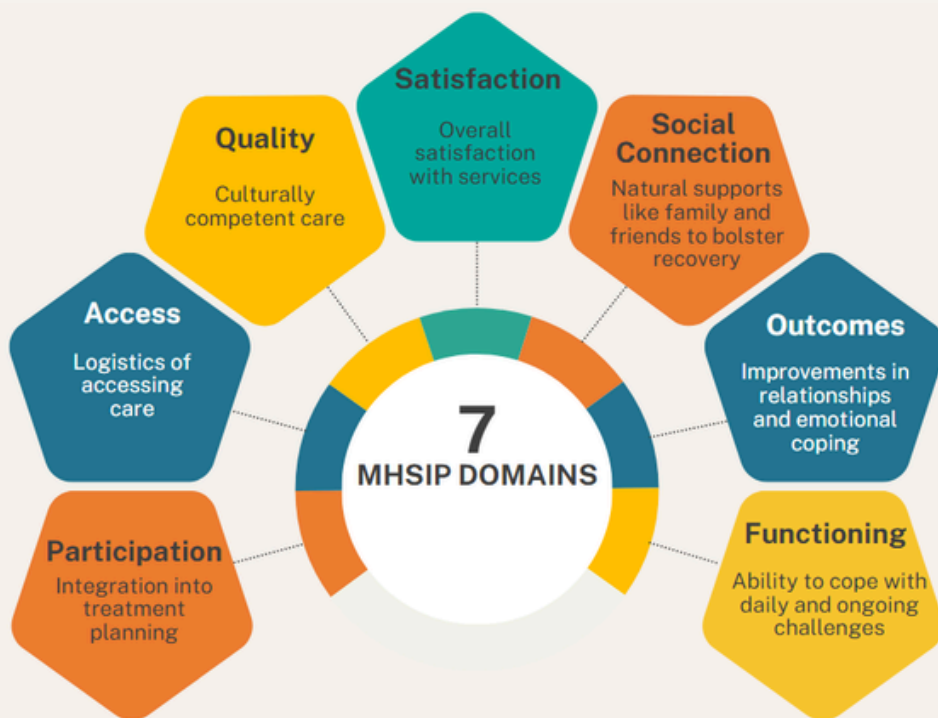 Satisfaction
Overall
satisfaction
with services
Quality
Culturally
competent care
Social
Connection
Natural supports
like family and
friends to bolster
recovery
Access
Logistics of
accessing
care
Outcomes
Improvements in
relationships
and emotional
coping
7
MHSIP DOMAINS
Participation
Integration into
treatment
planning
Functioning
Ability to cope with
daily and ongoing
challenges